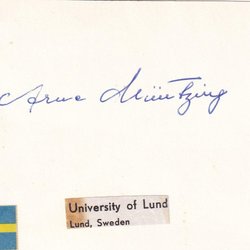 Arne Müntzing
University of Lund
Lund, Sweden